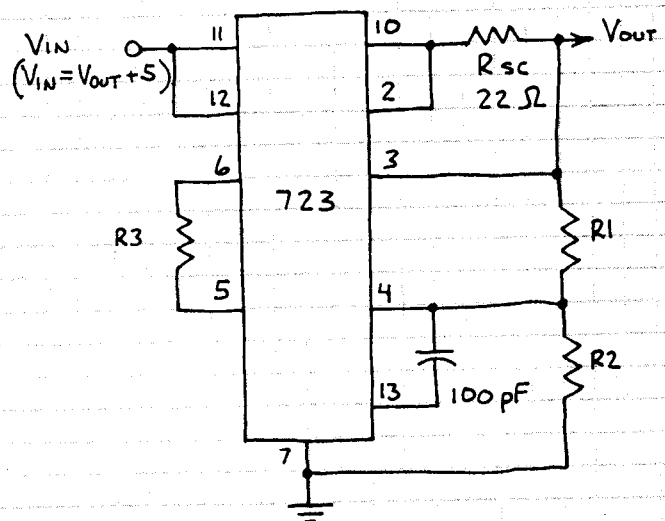 VIN
(VIN=VOUT+5)
11
12
6
R3
5
723
10
2
3
4
13
7
RSC
22 Ω
VOUT
R1
R2
100 pF